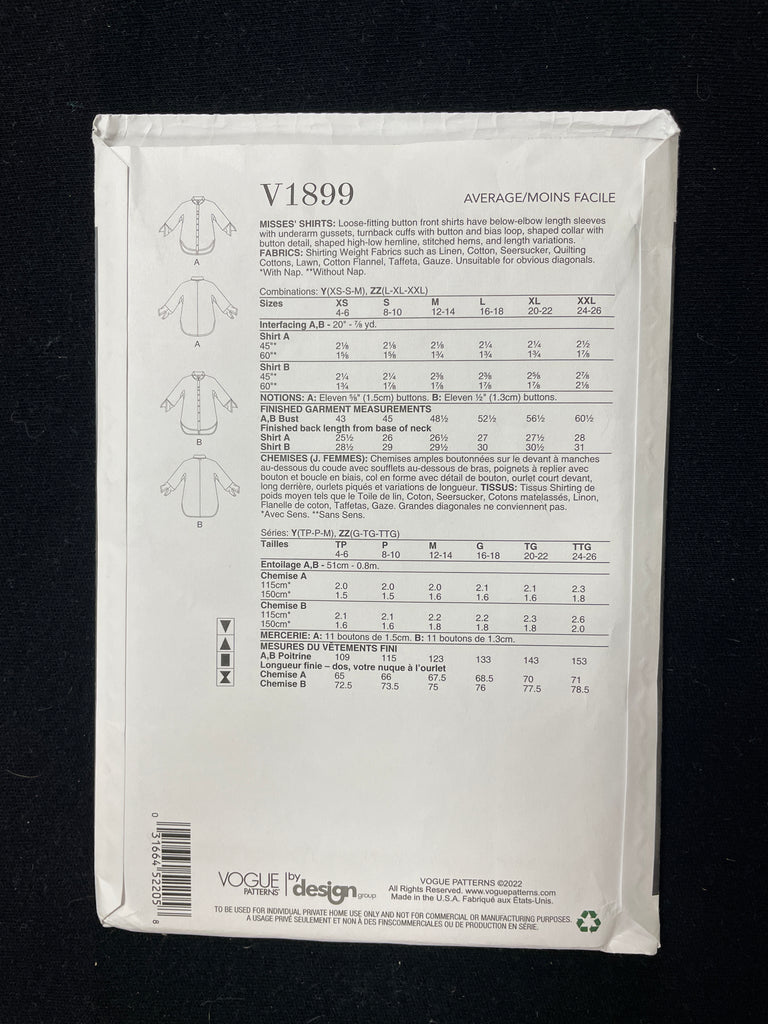 V1899
AVERAGE/MOINS FACILE
MISSES' SHIRTS: Loose-fitting button front shirts have below-elbow length sleeves
with underarm gussets, turnback cuffs with button and bias loop, shaped collar with
button detail, shaped high-low hemline, stitched hems, and length variations.
FABRICS: Shirting Weight Fabrics such as Linen, Cotton, Seersucker, Quilting
Cottons, Lawn, Cotton Flannel, Taffeta, Gauze. Unsuitable for obvious diagonals.
*With Nap. **Without Nap.
A
A
B
B
Combinations: Y(XS-S-M), ZZ(L-XL-XXL)
Sizes XS S M L XL XXL
4-6 8-10 12-14 16-18 20-22 24-26
Interfacing A,B - 20" - ⅞ yd.
Shirt A
45"* 2⅛ 2⅛ 2⅛ 2¼ 2¼ 2½
60"* 1⅝ 1⅝ 1¾ 1¾ 1¾ 1⅞
Shirt B
45"* 2¼ 2¼ 2⅜ 2⅜ 2⅝ 2⅞
60"* 1¾ 1⅞ 1⅞ 1⅞ 1⅞ 2⅛
NOTIONS: A: Eleven ⅝" (1.5cm) buttons. B: Eleven ½" (1.3cm) buttons.
FINISHED GARMENT MEASUREMENTS
A,B Bust 43 45 48½ 52½ 56½ 60½
Finished back length from base of neck
Shirt A 25½ 26 26½ 27 27½ 28
Shirt B 28½ 29 29½ 30 30½ 31
CHEMISES (J. FEMMES): Chemises amples boutonnées sur le devant à manches
au-dessous du coude avec soufflets au-dessous de bras, poignets à replier avec
bouton et boucle en biais, col en forme avec détail de bouton, ourlet court devant,
long derrière, ourlets piqués et variations de longueur. TISSUS: Tissus Shirting de
poids moyen tels que le Toile de lin, Coton, Seersucker, Cotons matelassés, Linon,
Flanelle de coton, Taffetas, Gaze. Grandes diagonales ne conviennent pas.
*Avec Sens. **Sans Sens.
Séries: Y(TP-P-M), ZZ(G-TG-TTG)
Tailles TP P M G TG TTG
4-6 8-10 12-14 16-18 20-22 24-26
Entoilage A,B - 51cm - 0.8m.
Chemise A
115cm* 2.0 2.0 2.0 2.1 2.1 2.3
150cm* 1.5 1.5 1.6 1.6 1.6 1.8
Chemise B
115cm* 2.1 2.1 2.2 2.2 2.3 2.6
150cm* 1.6 1.6 1.8 1.8 1.8 2.0
MERCERIE: A: 11 boutons de 1.5cm. B: 11 boutons de 1.3cm.
MESURES DU VÊTEMENTS FINI
A,B Poitrine 109 115 123 133 143 153
Longueur finie – dos, votre nuque à l'ourlet
Chemise A 65 66 67.5 68.5 70 71
Chemise B 72.5 73.5 75 76 77.5 78.5
0 31664 52205 8
VOGUE PATTERNS by design group
VOGUE PATTERNS ©2022
All Rights Reserved. www.voguepatterns.com
Made in the U.S.A. Fabriqué aux États-Unis.
TO BE USED FOR INDIVIDUAL PRIVATE HOME USE ONLY AND NOT FOR COMMERCIAL OR MANUFACTURING PURPOSES.
A USAGE PRIVÉ SEULEMENT ET NON À DES FINSCOMMERCIALES OU DE PRODUCTION EN SÉRIE.